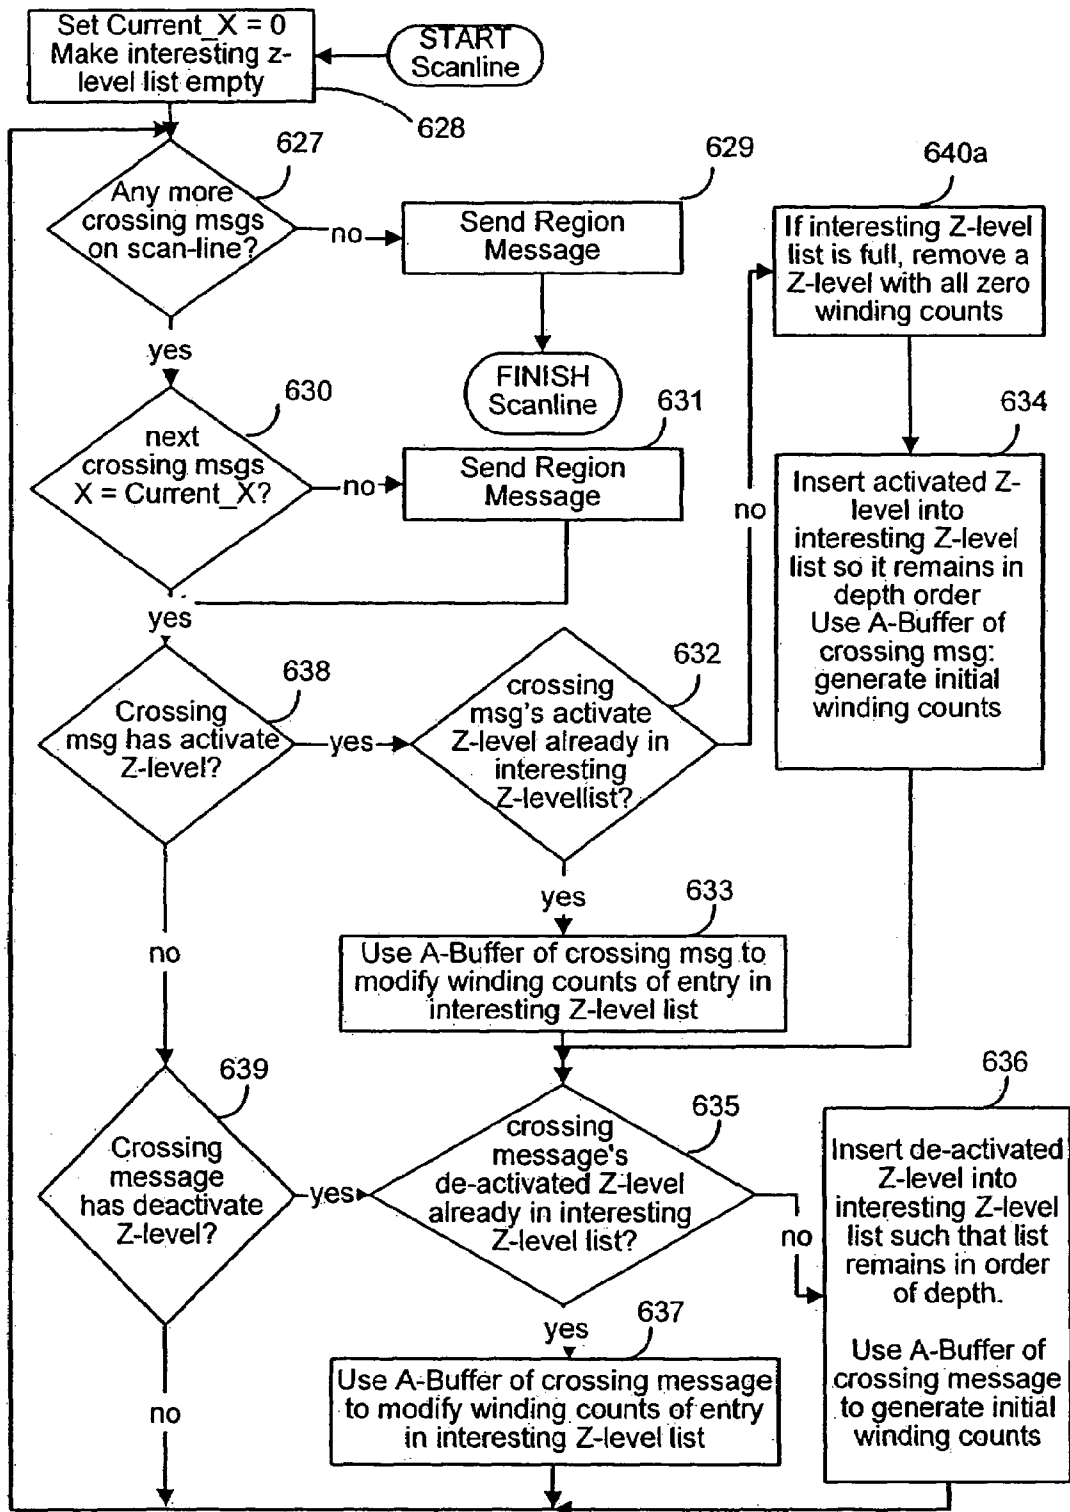 Set Current_X = 0
Make interesting z-
level list empty
START
Scanline
628
627
Any more
crossing msgs
on scan-line?
no
629
Send Region
Message
640a
If interesting Z-level
list is full, remove a
Z-level with all zero
winding counts
yes
FINISH
Scanline
630
next
crossing msgs
X = Current_X?
no
631
Send Region
Message
no
634
Insert activated Z-
level into
interesting Z-level
list so it remains in
depth order
Use A-Buffer of
crossing msg:
generate initial
winding counts
yes
638
Crossing
msg has activate
Z-level?
yes
632
crossing
msg's activate
Z-level already in
interesting
Z-levellist?
yes
no
633
Use A-Buffer of crossing msg to
modify winding counts of entry in
interesting Z-level list
639
Crossing
message
has deactivate
Z-level?
yes
635
crossing
message's
de-activated Z-level
already in interesting
Z-level list?
no
636
Insert de-activated
Z-level into
interesting Z-level
list such that list
remains in order
of depth.
Use A-Buffer of
crossing message
to generate initial
winding counts
yes
637
Use A-Buffer of crossing message
to modify winding counts of entry
in interesting Z-level list
no